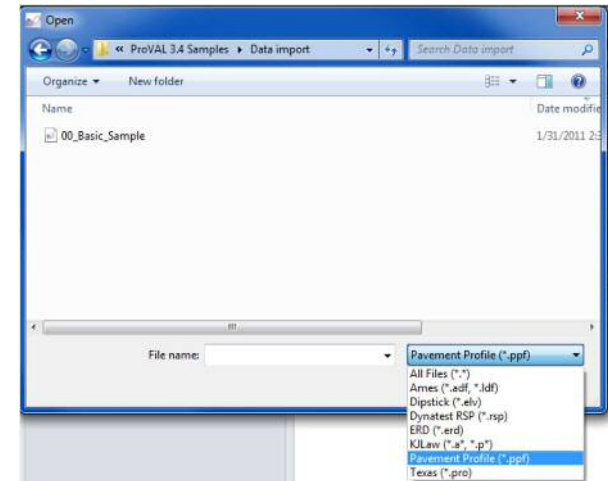 Open
« ProVAL 3.4 Samples ▸ Data import
Search Data import
Organize ▾ New folder
Name Date modifie
00_Basic_Sample 1/31/2011 2:3
File name: Pavement Profile (*.ppf)
All Files (*.*)
Ames (*.adf, *.ldf)
Dipstick (*.elv)
Dynatest RSP (*.rsp)
ERD (*.erd)
KJLaw (*.a*, *.p*)
Pavement Profile (*.ppf)
Texas (*.pro)